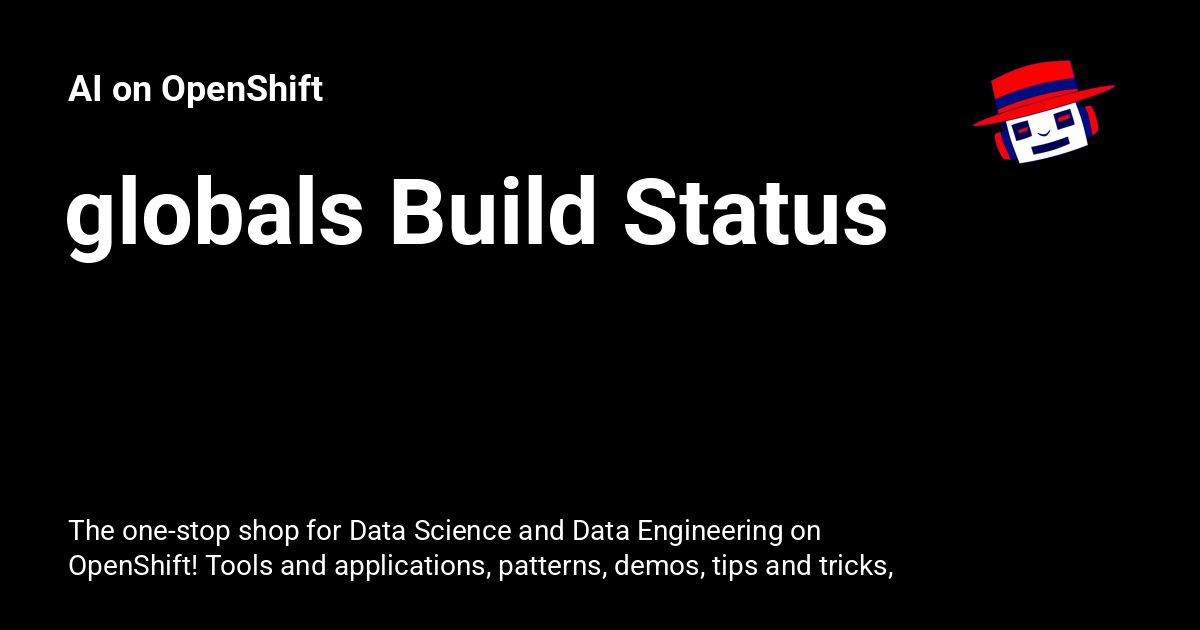 AI on OpenShift
globals Build Status
The one-stop shop for Data Science and Data Engineering on
OpenShift! Tools and applications, patterns, demos, tips and tricks,